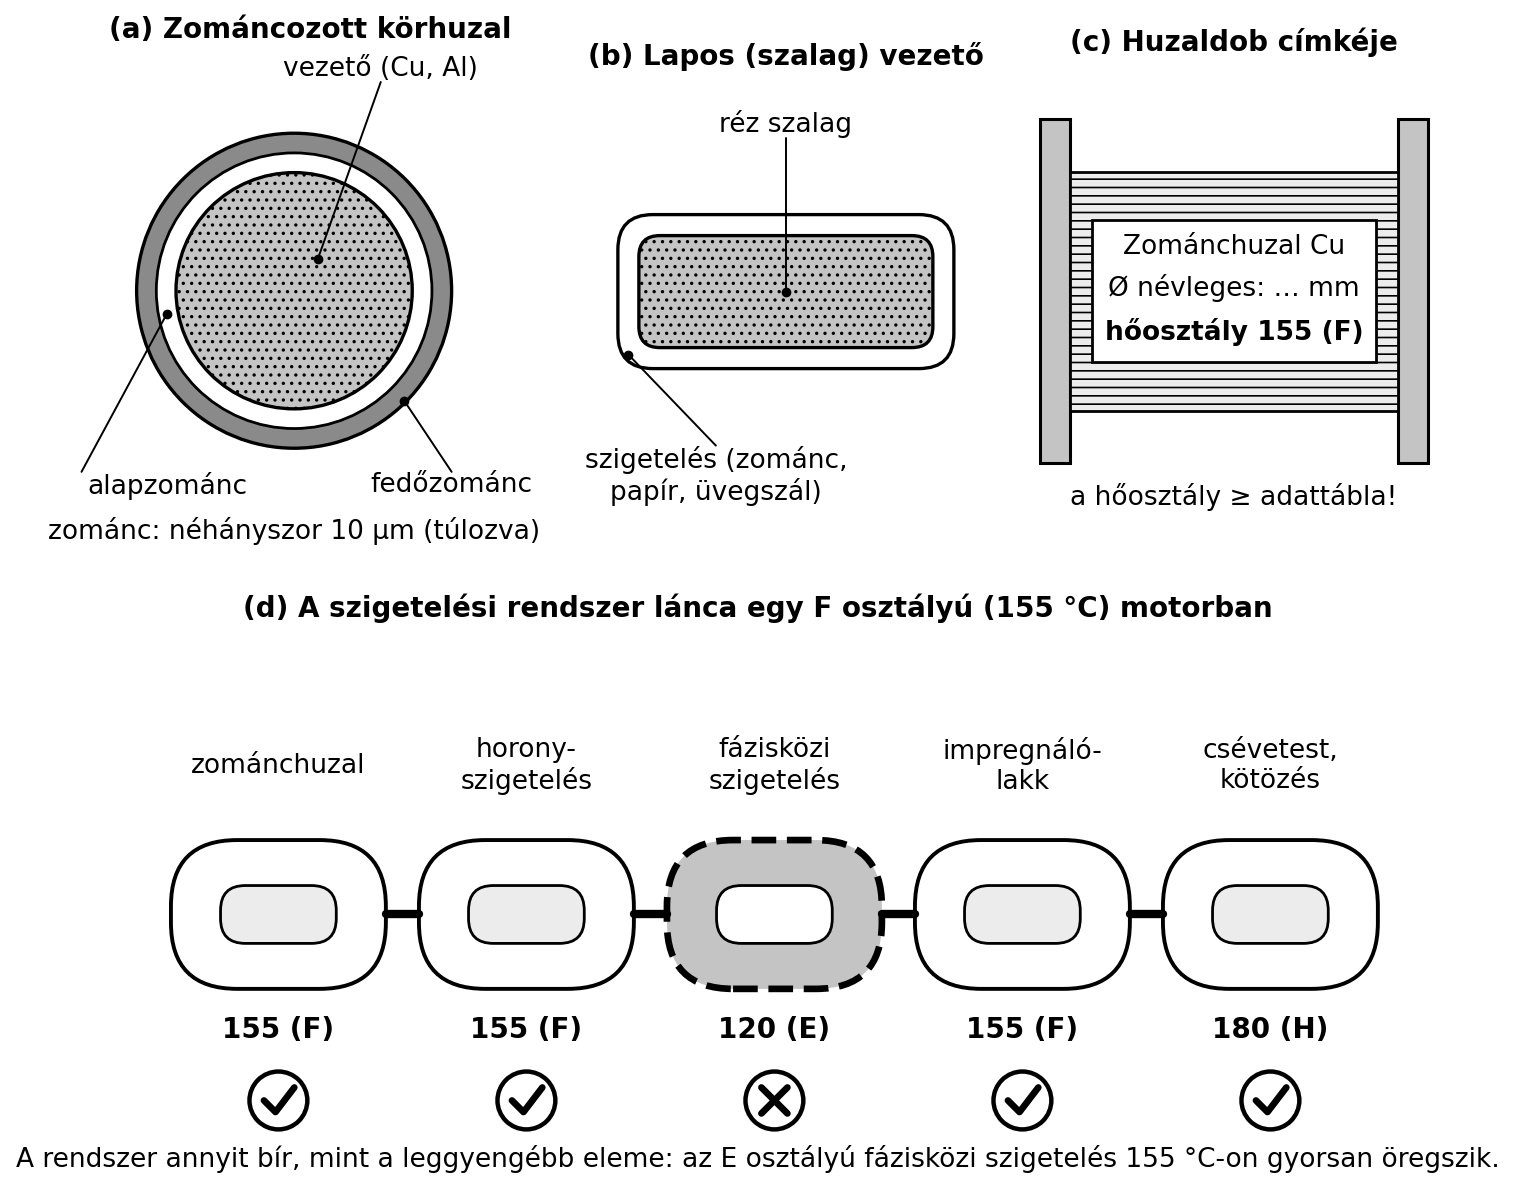 (a) Zománcozott körhuzal
vezető (Cu, Al)
alapzománc
fedőzománc
zománc: néhányszor 10 µm (túlozva)
(b) Lapos (szalag) vezető
réz szalag
szigetelés (zománc,
papír, üvegszál)
(c) Huzaldob címkéje
Zománchuzal Cu
Ø névleges: ... mm
hőosztály 155 (F)
a hőosztály ≥ adattábla!
(d) A szigetelési rendszer lánca egy F osztályú (155 °C) motorban
zománchuzal
horony-
szigetelés
fázisközi
szigetelés
impregnáló-
lakk
csévetest,
kötözés
155 (F)
155 (F)
120 (E)
155 (F)
180 (H)
A rendszer annyit bír, mint a leggyengébb eleme: az E osztályú fázisközi szigetelés 155 °C-on gyorsan öregszik.